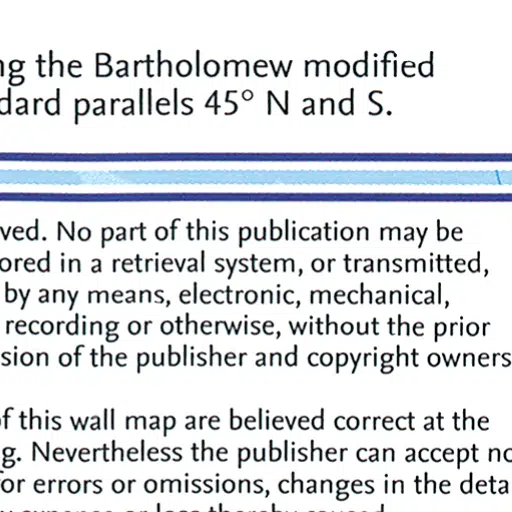 ng the Bartholomew modified
dard parallels 45° N and S.
ved. No part of this publication may be
ored in a retrieval system, or transmitted,
by any means, electronic, mechanical,
recording or otherwise, without the prior
sion of the publisher and copyright owners
of this wall map are believed correct at the
g. Nevertheless the publisher can accept no
or errors or omissions, changes in the deta